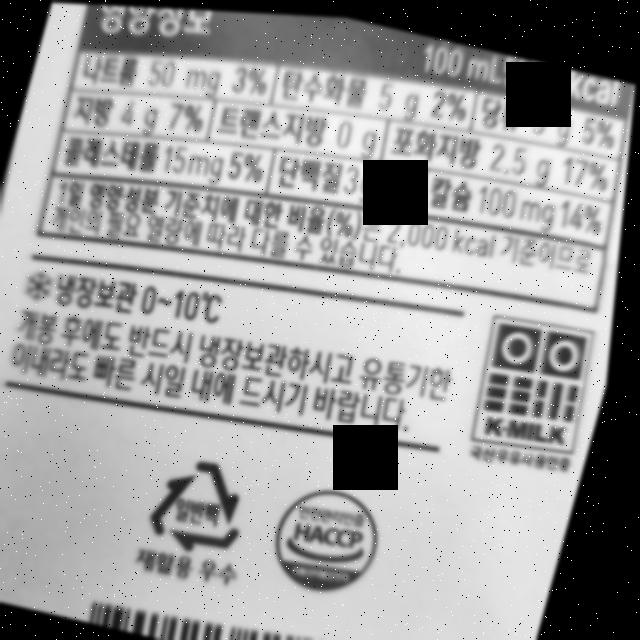 영양정보
100 mL kcal
나트륨 50 mg 3% 탄수화물 5 g 2% 당 g 5%
지방 4 g 7% 트랜스지방 0 g 포화지방 2.5 g 17%
콜레스테롤 15 mg 5% 단백질 3 칼슘 100 mg 14%
1일 영양성분 기준치에 대한 비율(%)은 2,000 kcal 기준이므로
개인의 필요 열량에 따라 다를 수 있습니다.
냉장보관 0~10℃
개봉 후에도 반드시 냉장보관하시고 유통기한
이내라도 빠른 시일 내에 드시기 바랍니다.
K-MILK
HACCP
재활용 우수